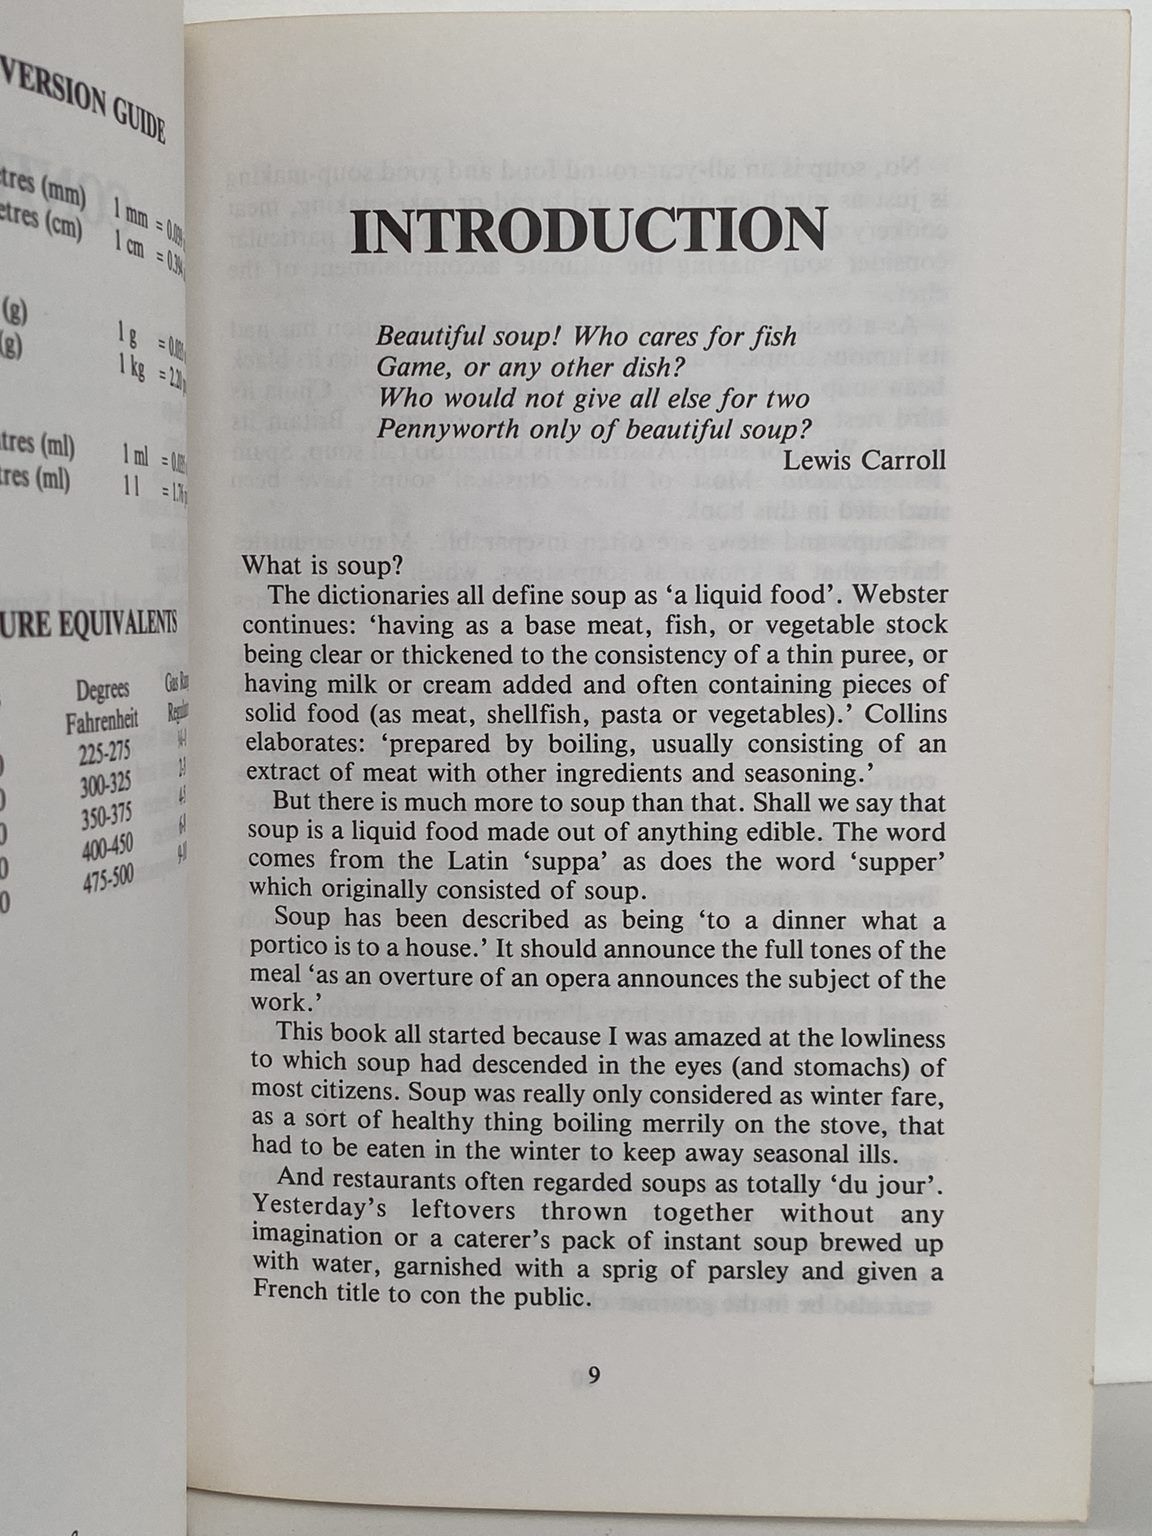 VERSION GUIDE
tres (mm)
etres (cm)
1 mm
1 cm
(g)
(g)
1 g
1 kg
tres (ml)
tres (ml)
1 ml
1 l
URE EQUIVALENTS
Degrees
Fahrenheit
225-275
300-325
350-375
400-450
475-500
INTRODUCTION
Beautiful soup! Who cares for fish
Game, or any other dish?
Who would not give all else for two
Pennyworth only of beautiful soup?
Lewis Carroll
What is soup?
The dictionaries all define soup as ‘a liquid food’. Webster
continues: ‘having as a base meat, fish, or vegetable stock
being clear or thickened to the consistency of a thin puree, or
having milk or cream added and often containing pieces of
solid food (as meat, shellfish, pasta or vegetables).’ Collins
elaborates: ‘prepared by boiling, usually consisting of an
extract of meat with other ingredients and seasoning.’
But there is much more to soup than that. Shall we say that
soup is a liquid food made out of anything edible. The word
comes from the Latin ‘suppa’ as does the word ‘supper’
which originally consisted of soup.
Soup has been described as being ‘to a dinner what a
portico is to a house.’ It should announce the full tones of the
meal ‘as an overture of an opera announces the subject of the
work.’
This book all started because I was amazed at the lowliness
to which soup had descended in the eyes (and stomachs) of
most citizens. Soup was really only considered as winter fare,
as a sort of healthy thing boiling merrily on the stove, that
had to be eaten in the winter to keep away seasonal ills.
And restaurants often regarded soups as totally ‘du jour’.
Yesterday’s leftovers thrown together without any
imagination or a caterer’s pack of instant soup brewed up
with water, garnished with a sprig of parsley and given a
French title to con the public.
9